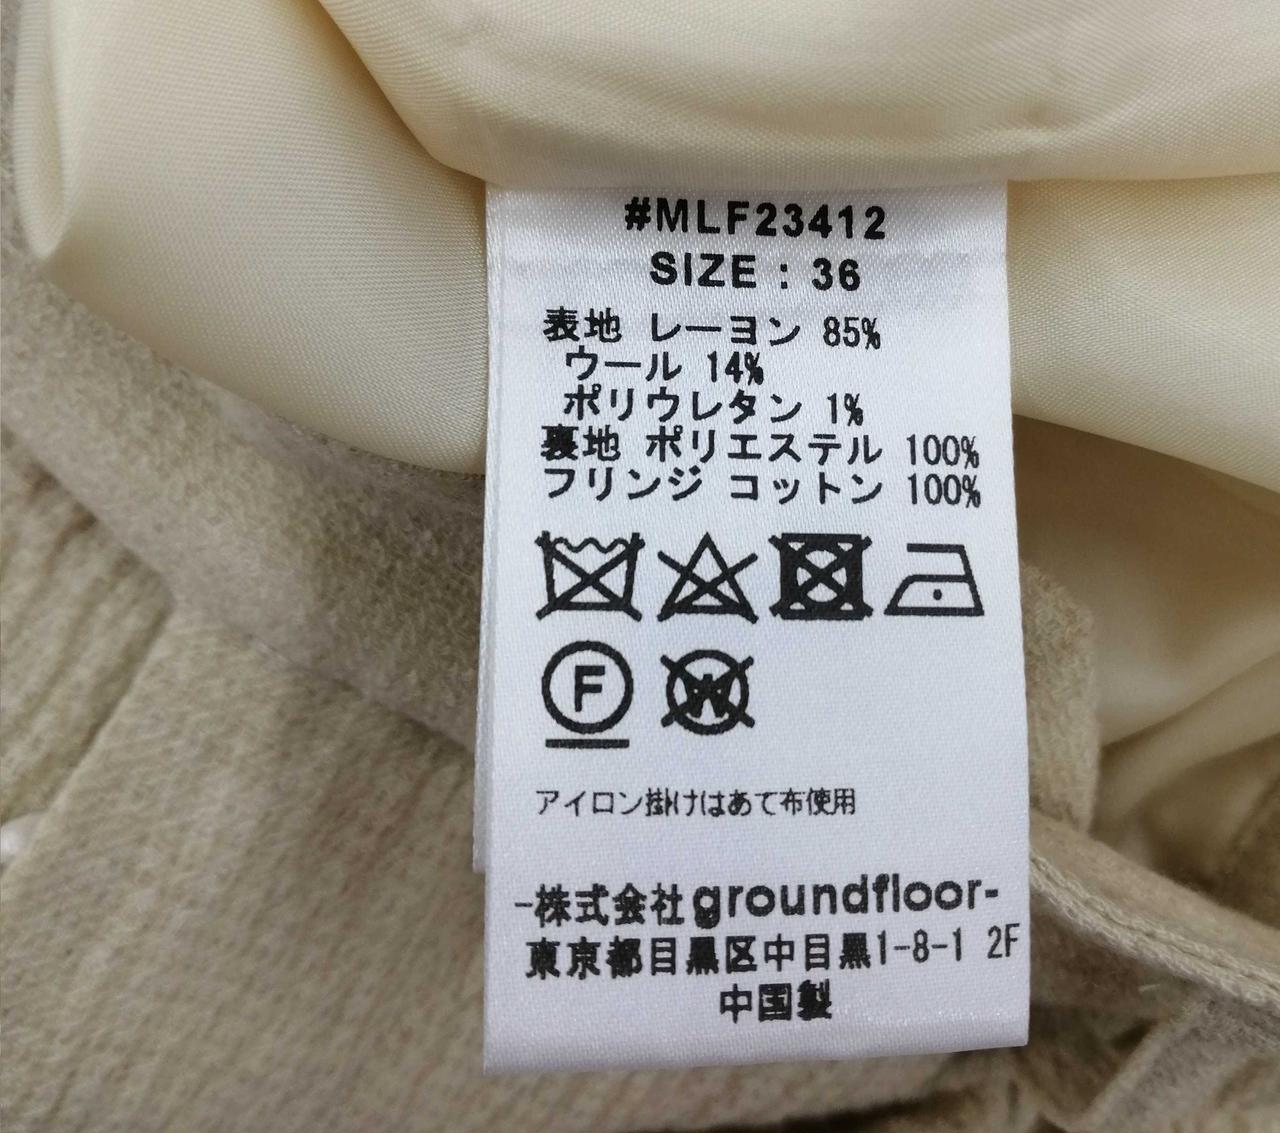 #MLF23412
SIZE : 36
表地 レーヨン 85%
ウール 14%
ポリウレタン 1%
裏地 ポリエステル 100%
フリンジ コットン 100%
F W
アイロン掛けはあて布使用
-株式会社groundfloor-
東京都目黒区中目黒1-8-1 2F
中国製